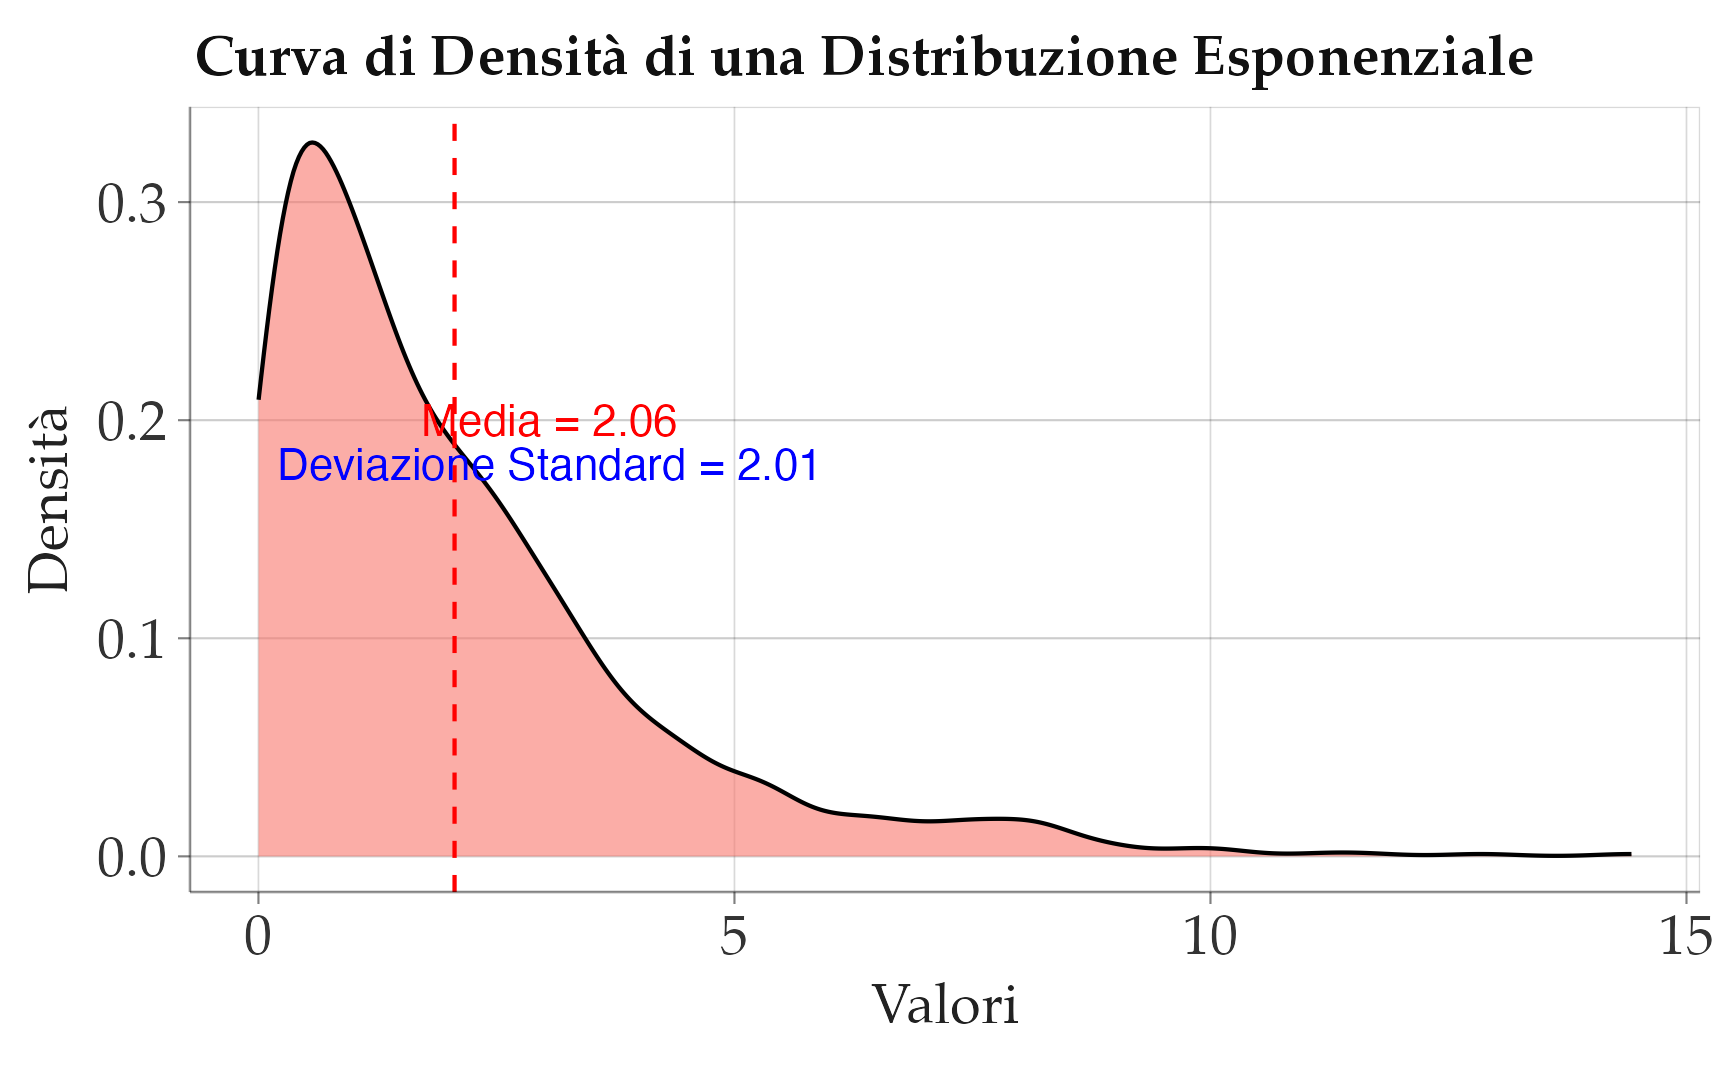 Curva di Densità di una Distribuzione Esponenziale
Densità
0.3
0.2
0.1
0.0
Media = 2.06
Deviazione Standard = 2.01
0 5 10 15
Valori